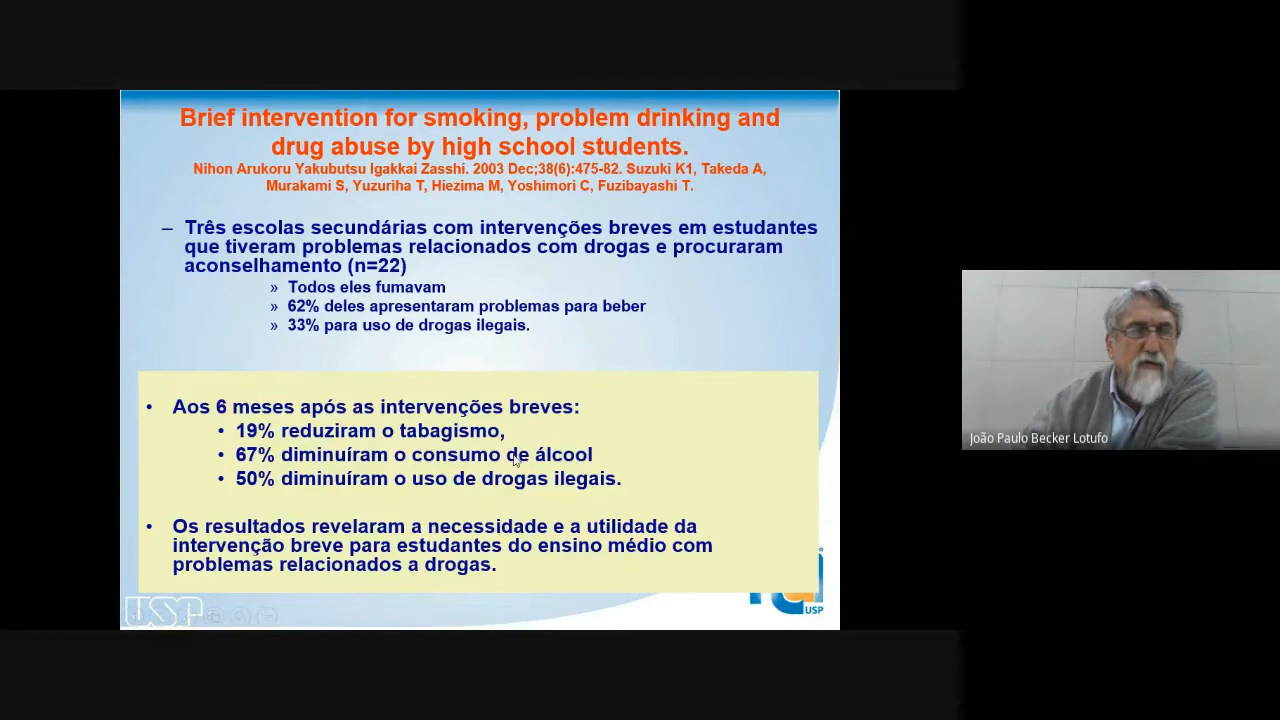 Brief intervention for smoking, problem drinking and
drug abuse by high school students.
Nihon Arukoru Yakubutsu Igakkai Zasshi. 2003 Dec;38(6):475-82. Suzuki K1, Takeda A,
Murakami S, Yuzuriha T, Hiezima M, Yoshimori C, Fuzibayashi T.
– Três escolas secundárias com intervenções breves em estudantes
que tiveram problemas relacionados com drogas e procuraram
aconselhamento (n=22)
» Todos eles fumavam
» 62% deles apresentaram problemas para beber
» 33% para uso de drogas ilegais.
• Aos 6 meses após as intervenções breves:
• 19% reduziram o tabagismo,
• 67% diminuíram o consumo de álcool
• 50% diminuíram o uso de drogas ilegais.
• Os resultados revelaram a necessidade e a utilidade da
intervenção breve para estudantes do ensino médio com
problemas relacionados a drogas.
USP
USP
João Paulo Becker Lotufo